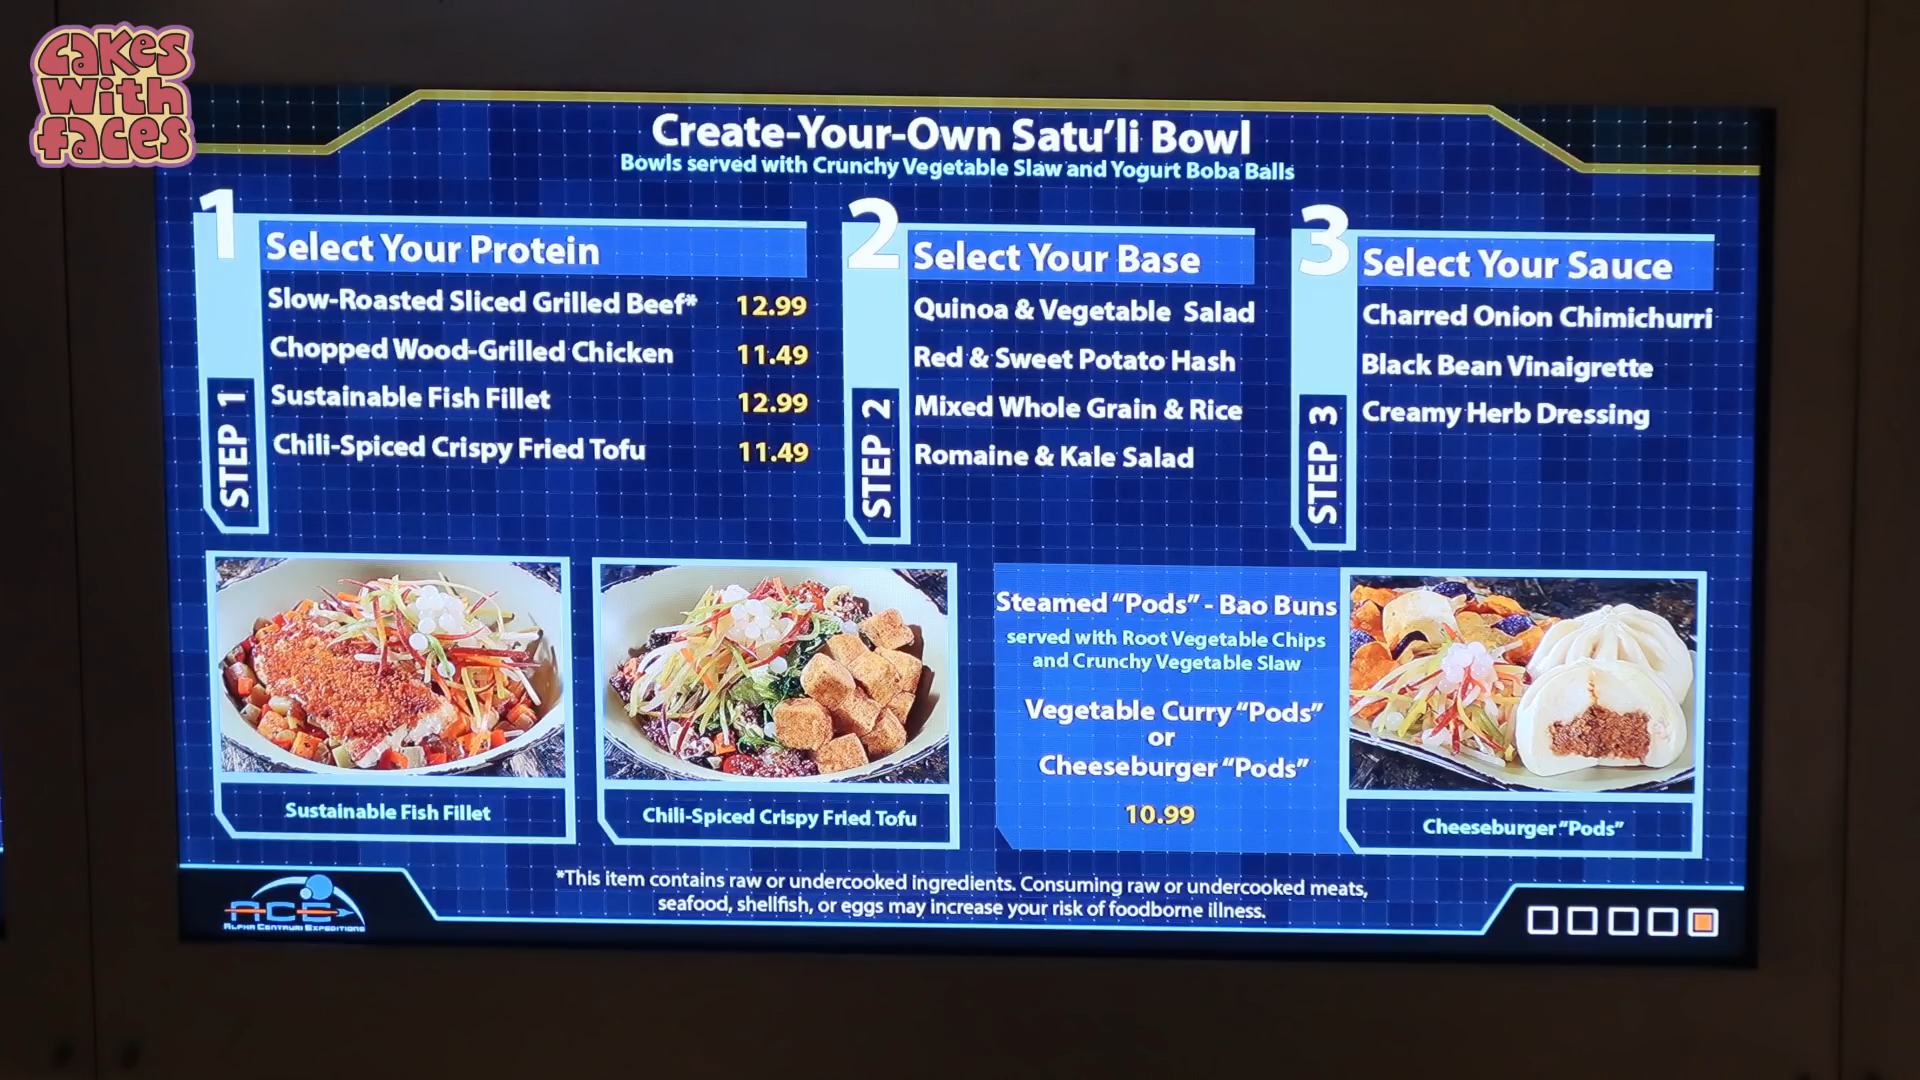 Cakes
With
faces
Create-Your-Own Satu'li Bowl
Bowls served with Crunchy Vegetable Slaw and Yogurt Boba Balls
1
STEP 1
Select Your Protein
Slow-Roasted Sliced Grilled Beef* 12.99
Chopped Wood-Grilled Chicken 11.49
Sustainable Fish Fillet 12.99
Chili-Spiced Crispy Fried Tofu 11.49
2
STEP 2
Select Your Base
Quinoa & Vegetable Salad
Red & Sweet Potato Hash
Mixed Whole Grain & Rice
Romaine & Kale Salad
3
STEP 3
Select Your Sauce
Charred Onion Chimichurri
Black Bean Vinaigrette
Creamy Herb Dressing
Sustainable Fish Fillet
Chili-Spiced Crispy Fried Tofu
Steamed “Pods” - Bao Buns
served with Root Vegetable Chips
and Crunchy Vegetable Slaw
Vegetable Curry “Pods”
or
Cheeseburger “Pods”
10.99
Cheeseburger “Pods”
*This item contains raw or undercooked ingredients. Consuming raw or undercooked meats,
seafood, shellfish, or eggs may increase your risk of foodborne illness.
ACE
ALPHA CENTAURI EXPEDITIONS